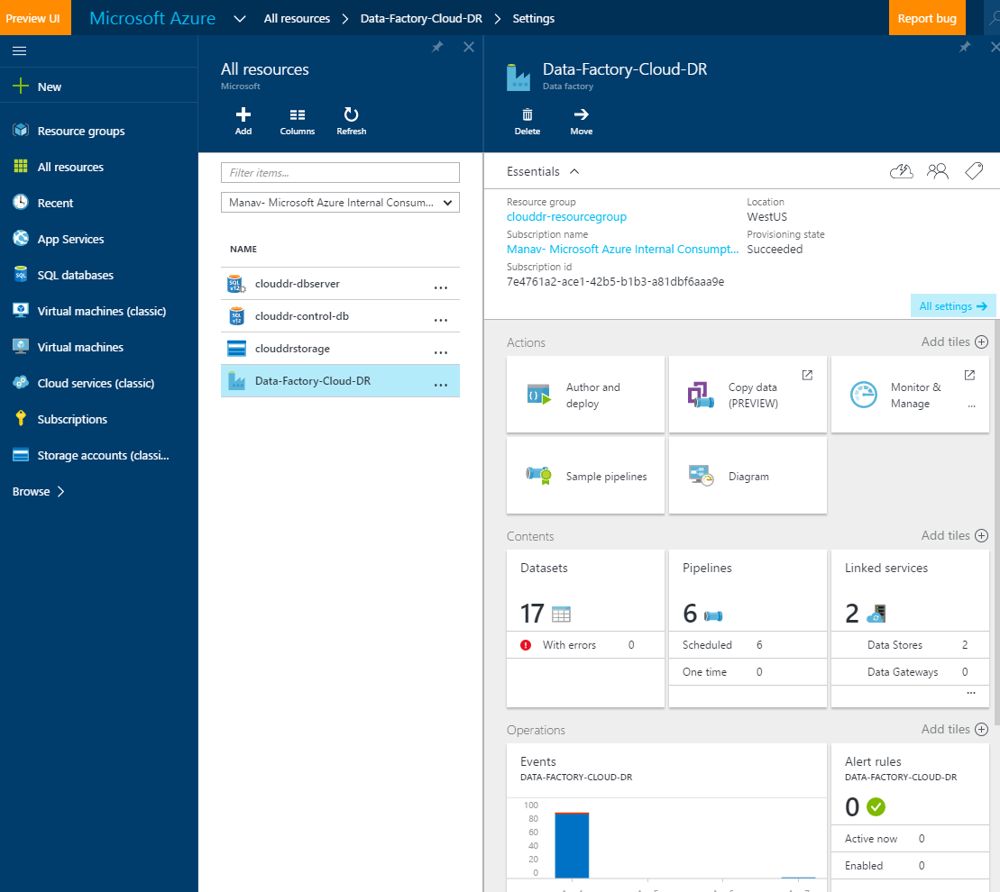 Preview UI
Microsoft Azure
All resources > Data-Factory-Cloud-DR > Settings
Report bug
New
Resource groups
All resources
Recent
App Services
SQL databases
Virtual machines (classic)
Virtual machines
Cloud services (classic)
Subscriptions
Storage accounts (classi...
Browse >
All resources
Microsoft
Add
Columns
Refresh
Filter items...
Manav- Microsoft Azure Internal Consum...
NAME
clouddr-dbserver ...
clouddr-control-db ...
clouddrstorage ...
Data-Factory-Cloud-DR ...
Data-Factory-Cloud-DR
Data factory
Delete
Move
Essentials
Resource group
clouddr-resourcegroup
Subscription name
Manav- Microsoft Azure Internal Consumpt...
Subscription id
7e4761a2-ace1-42b5-b1b3-a81dbf6aaa9e
Location
WestUS
Provisioning state
Succeeded
All settings
Actions
Add tiles
Author and
deploy
Copy data
(PREVIEW)
Monitor &
Manage
...
Sample pipelines
Diagram
Contents
Add tiles
Datasets
17
With errors 0
Pipelines
6
Scheduled 6
One time 0
Linked services
2
Data Stores 2
Data Gateways 0
...
Operations
Add tiles
Events
DATA-FACTORY-CLOUD-DR
100
80
60
40
20
0
Alert rules
DATA-FACTORY-CLOUD-DR
0
Active now 0
Enabled 0